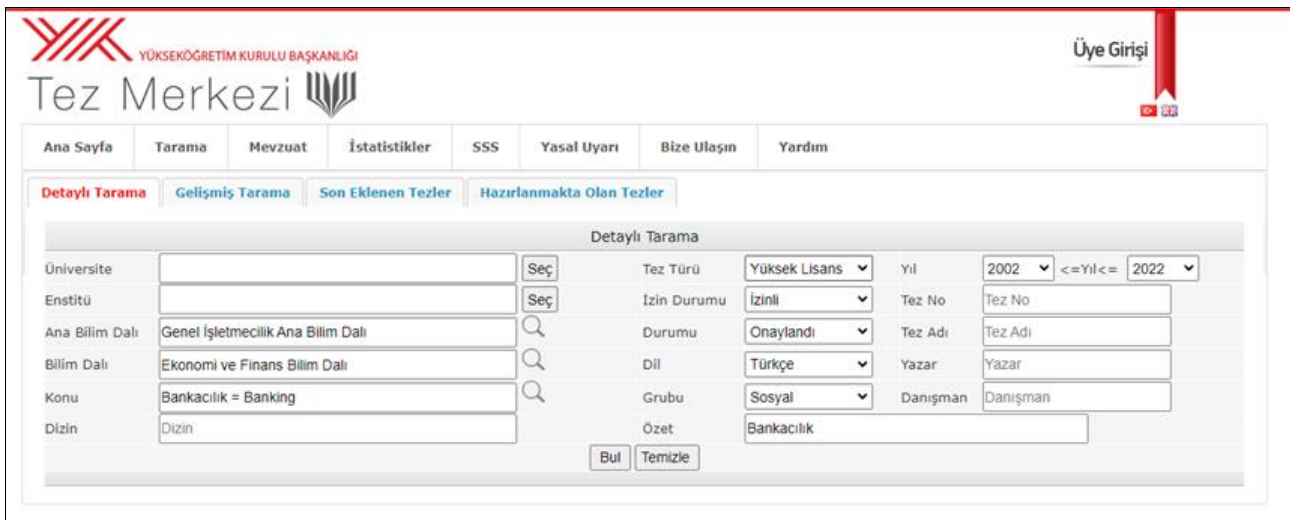 YÜKSEKÖĞRETİM KURULU BAŞKANLIĞI
Tez Merkezi
Üye Girişi
Ana Sayfa Tarama Mevzuat İstatistikler SSS Yasal Uyarı Bize Ulaşın Yardım
Detaylı Tarama Gelişmiş Tarama Son Eklenen Tezler Hazırlanmakta Olan Tezler
Detaylı Tarama
Üniversite Seç Tez Türü Yüksek Lisans Yıl 2002 <=Yıl<= 2022
Enstitü Seç İzin Durumu İzinli Tez No Tez No
Ana Bilim Dalı Genel İşletmecilik Ana Bilim Dalı Durumu Onaylandı Tez Adı Tez Adı
Bilim Dalı Ekonomi ve Finans Bilim Dalı Dil Türkçe Yazar Yazar
Konu Bankacılık = Banking Grubu Sosyal Danışman Danışman
Dizin Dizin Özet Bankacılık
Bul Temizle